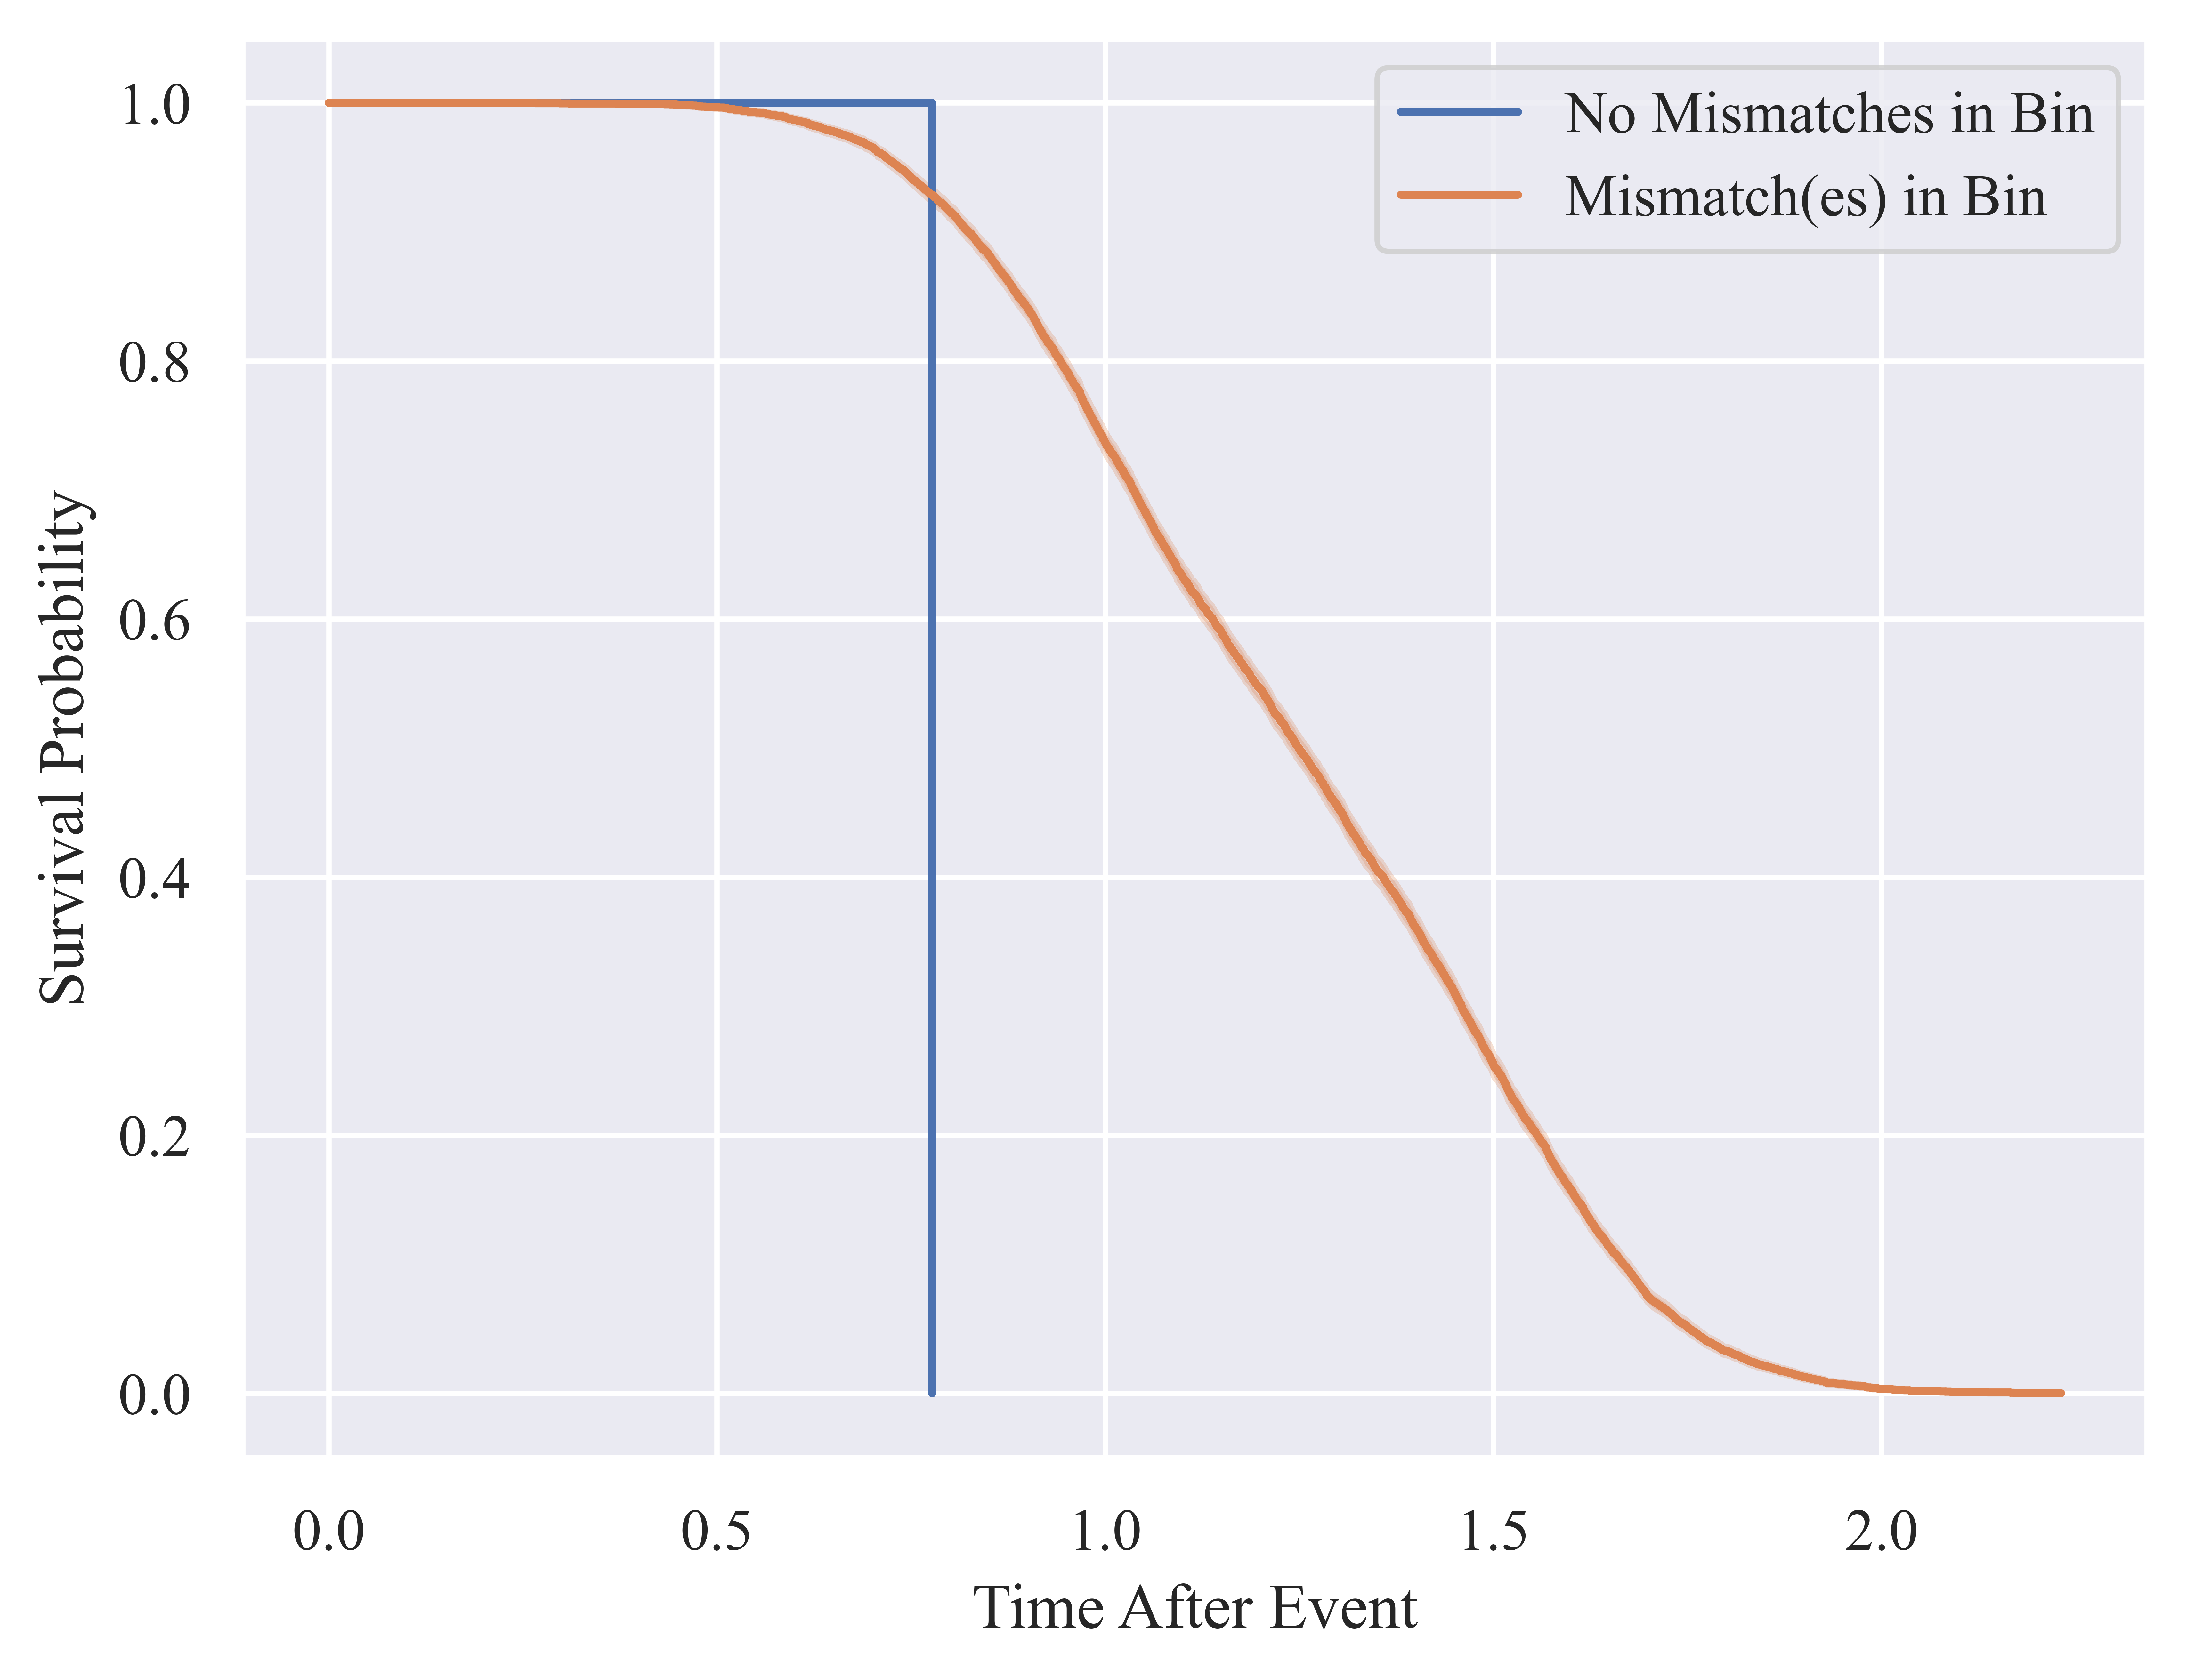 No Mismatches in Bin
Mismatch(es) in Bin
Survival Probability
1.0
0.8
0.6
0.4
0.2
0.0
0.0 0.5 1.0 1.5 2.0
Time After Event